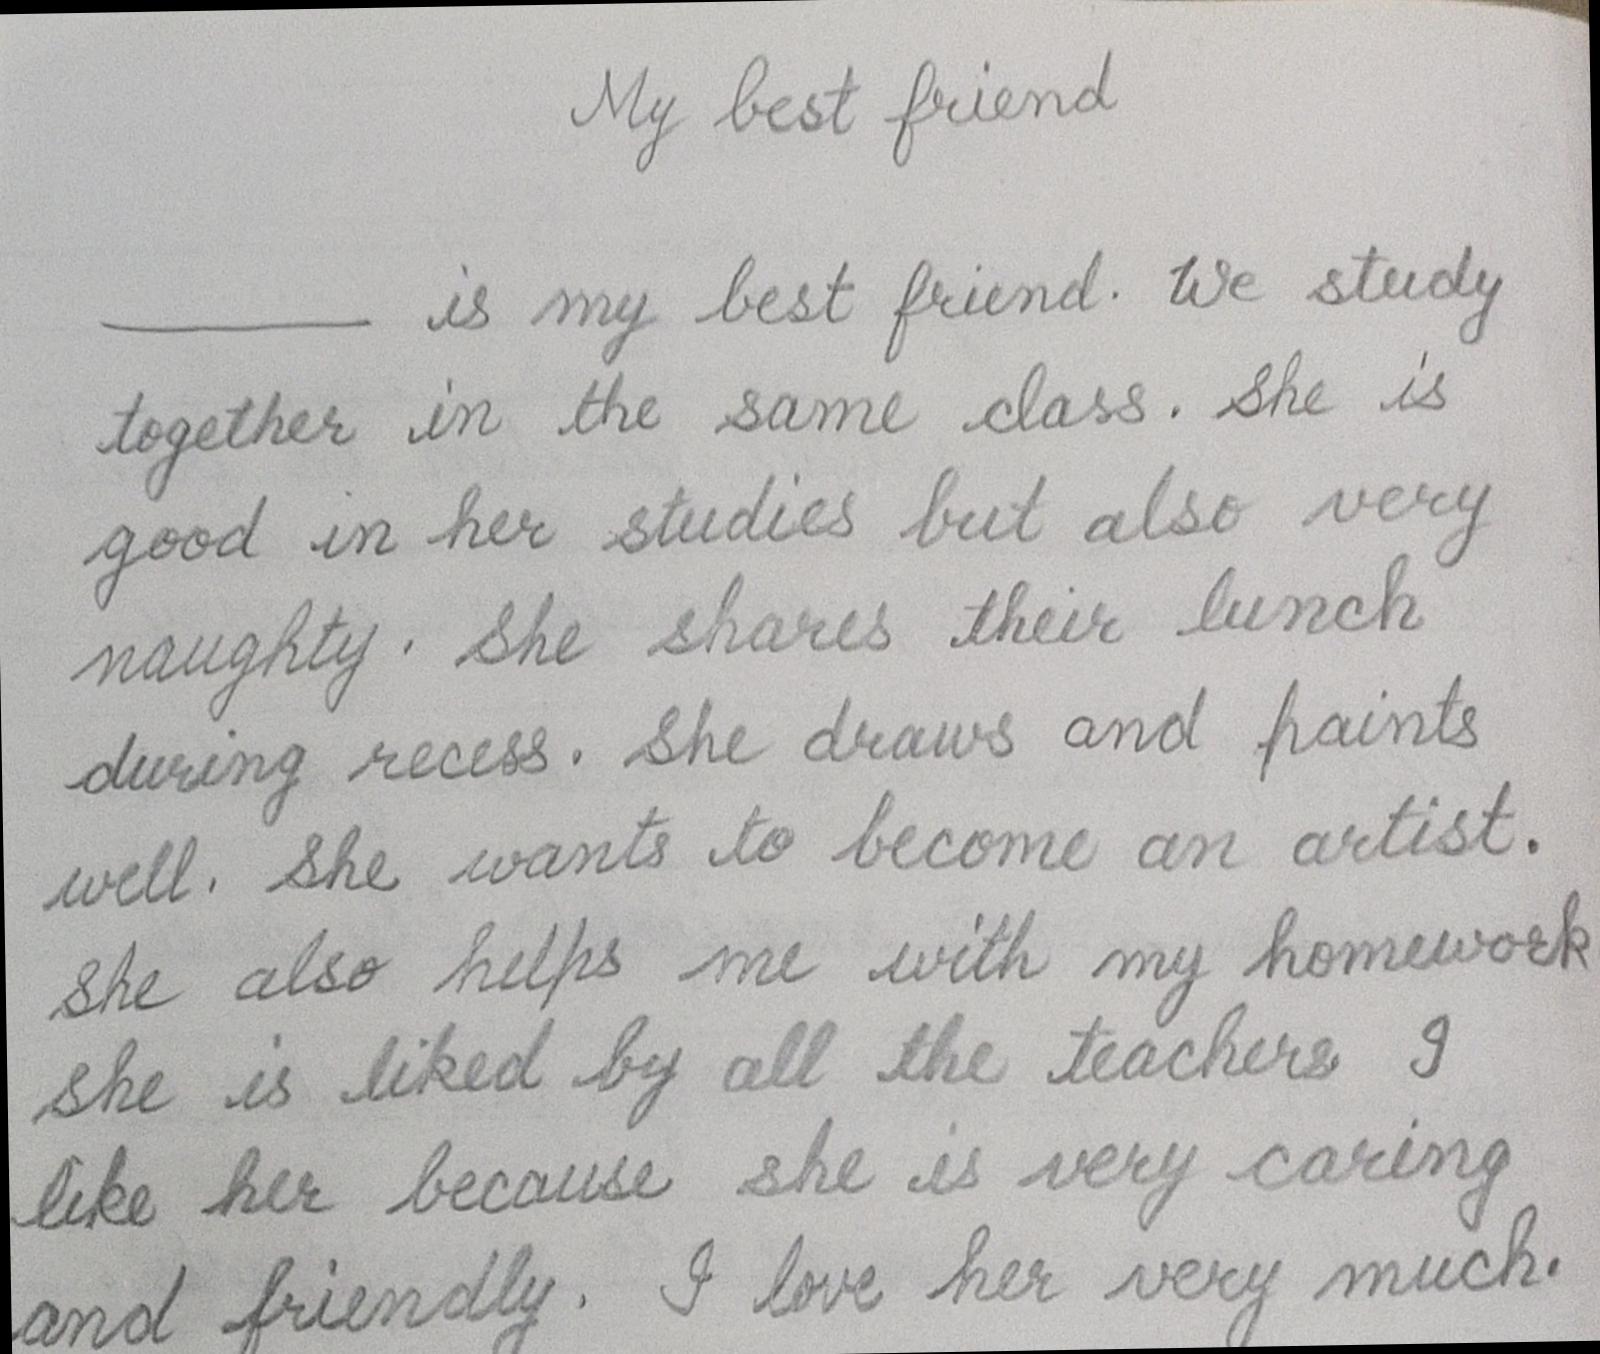 My best friend
________ is my best friend. We study
together in the same class. She is
good in her studies but also very
naughty. She shares their lunch
during recess. She draws and paints
well. She wants to become an artist.
She also helps me with my homework
She is liked by all the teachers I
like her because she is very caring
and friendly. I love her very much.